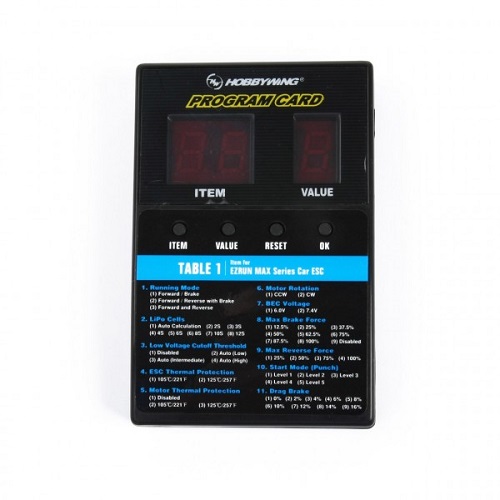 HOBBYWING
PROGRAM CARD
ITEM VALUE
ITEM VALUE RESET OK
TABLE 1 Item for EZRUN MAX Series Car ESC
1. Running Mode
(1) Forward / Brake
(2) Forward / Reverse with Brake
(3) Forward and Reverse
2. LiPo Cells
(1) Auto Calculation (2) 2S (3) 3S
(4) 4S (5) 6S (6) 8S (7) 10S (8) 12S
3. Low Voltage Cutoff Threshold
(1) Disabled (2) Auto (Low)
(3) Auto (Intermediate) (4) Auto (High)
4. ESC Thermal Protection
(1) 105℃/221℉ (2) 125℃/257℉
5. Motor Thermal Protection
(1) Disabled
(2) 105℃/221℉ (3) 125℃/257℉
6. Motor Rotation
(1) CCW (2) CW
7. BEC Voltage
(1) 6.0V (2) 7.4V
8. Max Brake Force
(1) 12.5% (2) 25% (3) 37.5%
(4) 50% (5) 62.5% (6) 75%
(7) 87.5% (8) 100% (9) Disabled
9. Max Reverse Force
(1) 25% (2) 50% (3) 75% (4) 100%
10. Start Mode (Punch)
(1) Level 1 (2) Level 2 (3) Level 3
(4) Level 4 (5) Level 5
11. Drag Brake
(1) 0% (2) 2% (3) 4% (4) 6% (5) 8%
(6) 10% (7) 12% (8) 14% (9) 16%